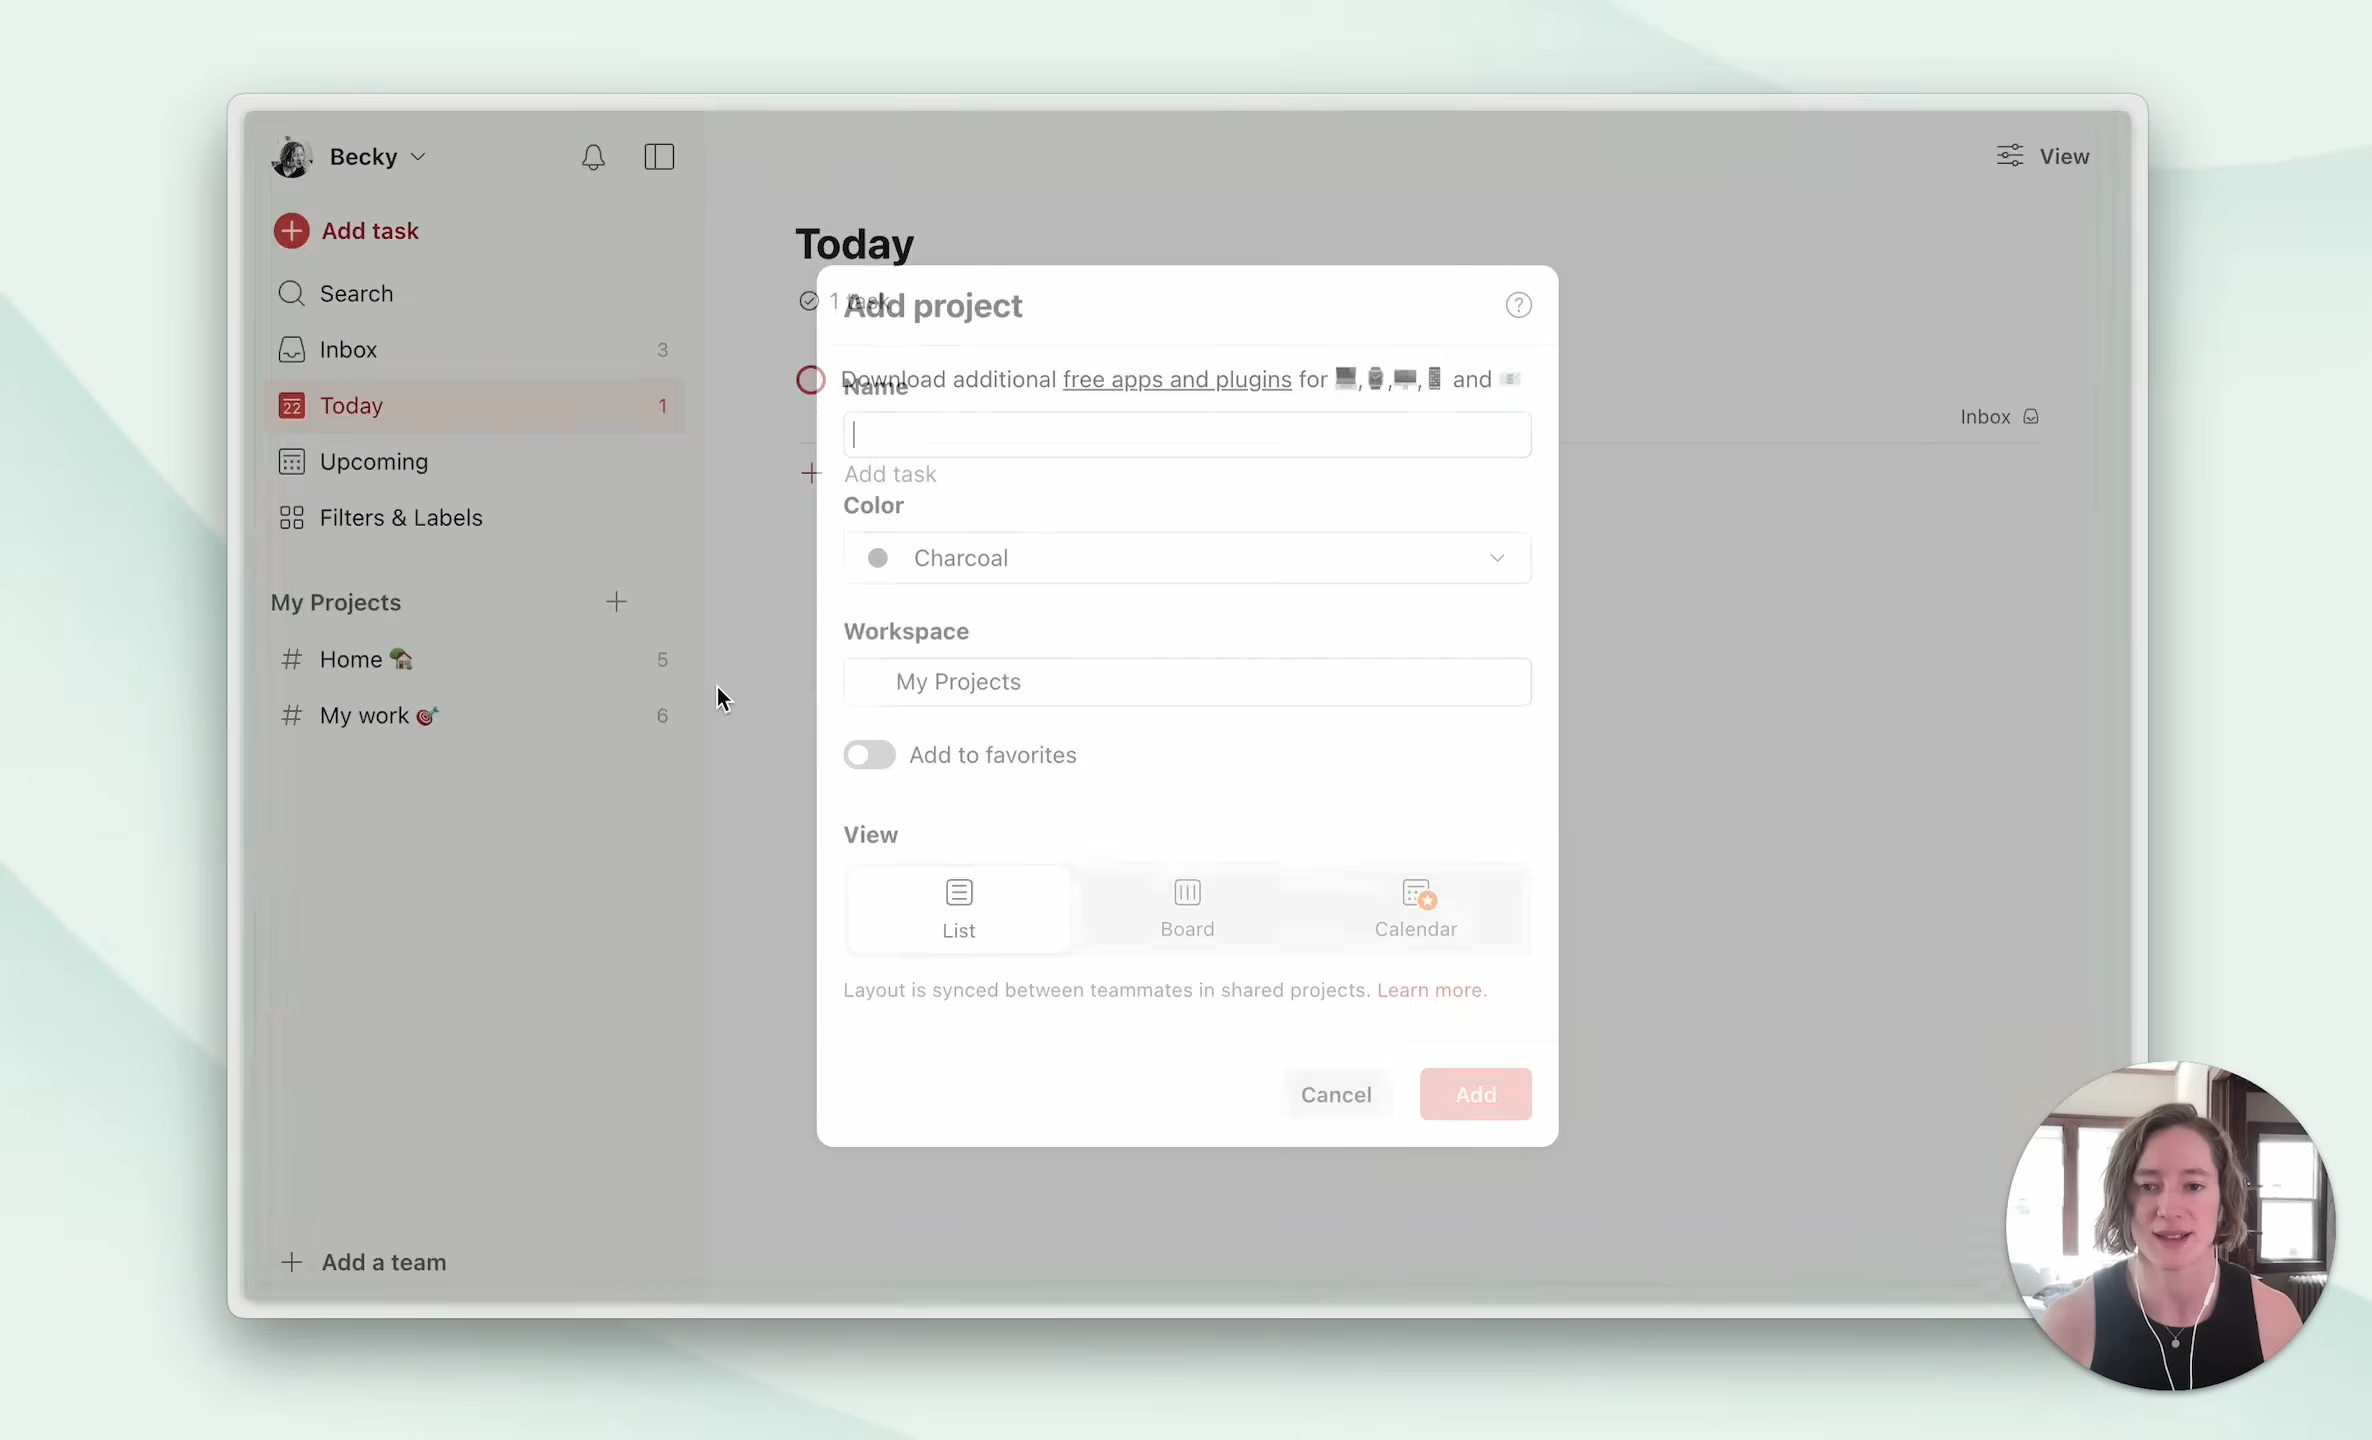 Becky
View
Add task
Search
Inbox 3
22 Today 1
Upcoming
Filters & Labels
My Projects
Home 5
My work 6
Add a team
Today
1 task
Download additional free apps and plugins for , , , and
Inbox
Add task
Add project
Name
Color
Charcoal
Workspace
My Projects
Add to favorites
View
List Board Calendar
Layout is synced between teammates in shared projects. Learn more.
Cancel Add